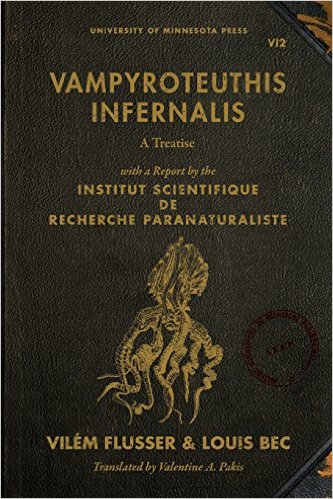 UNIVERSITY OF MINNESOTA PRESS
VI2
VAMPYROTEUTHIS
INFERNALIS
A Treatise
with a Report by the
INSTITUT SCIENTIFIQUE
DE
RECHERCHE PARANATURALISTE
VILÉM FLUSSER & LOUIS BEC
Translated by Valentine A. Pakis